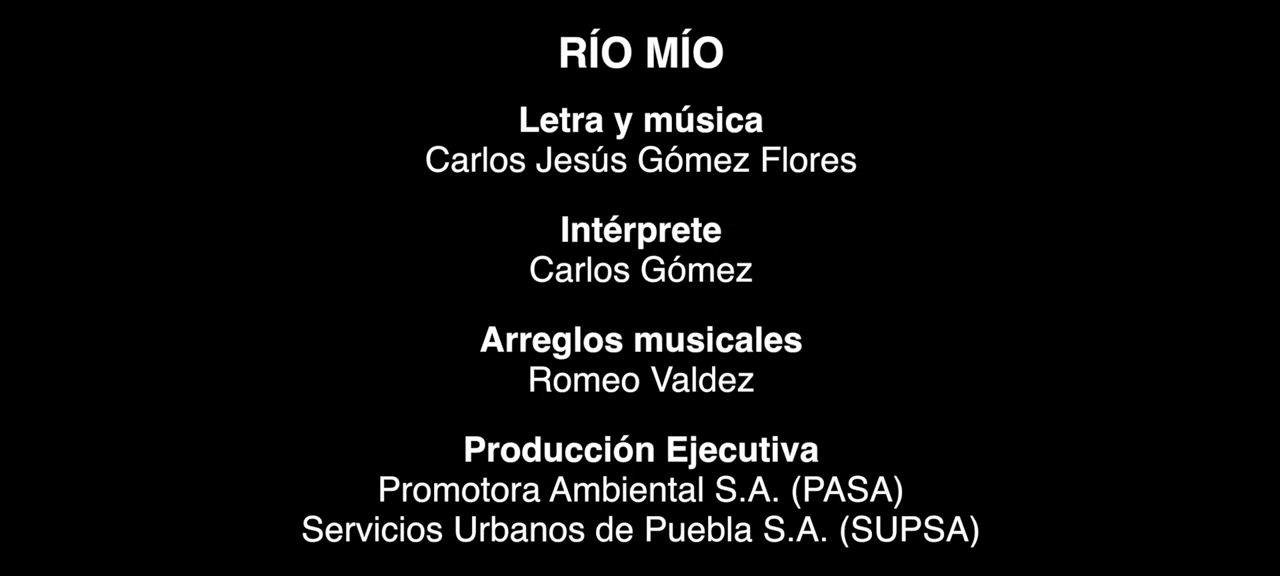 RÍO MÍO
Letra y música
Carlos Jesús Gómez Flores
Intérprete
Carlos Gómez
Arreglos musicales
Romeo Valdez
Producción Ejecutiva
Promotora Ambiental S.A. (PASA)
Servicios Urbanos de Puebla S.A. (SUPSA)